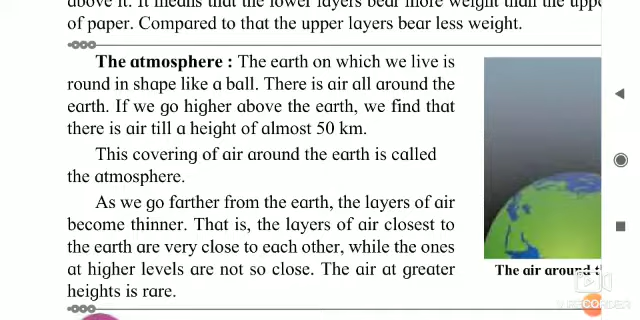 above it. It means that the lower layers bear more weight than the uppe
of paper. Compared to that the upper layers bear less weight.
The atmosphere : The earth on which we live is
round in shape like a ball. There is air all around the
earth. If we go higher above the earth, we find that
there is air till a height of almost 50 km.
This covering of air around the earth is called
the atmosphere.
As we go farther from the earth, the layers of air
become thinner. That is, the layers of air closest to
the earth are very close to each other, while the ones
at higher levels are not so close. The air at greater
heights is rare.
The air around t
RECORDER